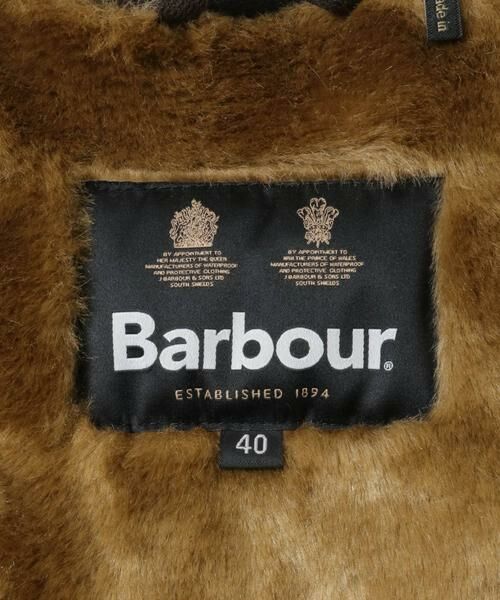 ade in
BY APPOINTMENT TO
HER MAJESTY THE QUEEN
MANUFACTURERS OF WATERPROOF
AND PROTECTIVE CLOTHING
J BARBOUR & SONS LTD
SOUTH SHIELDS
BY APPOINTMENT TO
HRH THE PRINCE OF WALES
MANUFACTURERS OF WATERPROOF
AND PROTECTIVE CLOTHING
J BARBOUR & SONS LTD
SOUTH SHIELDS
Barbour®
ESTABLISHED 1894
40